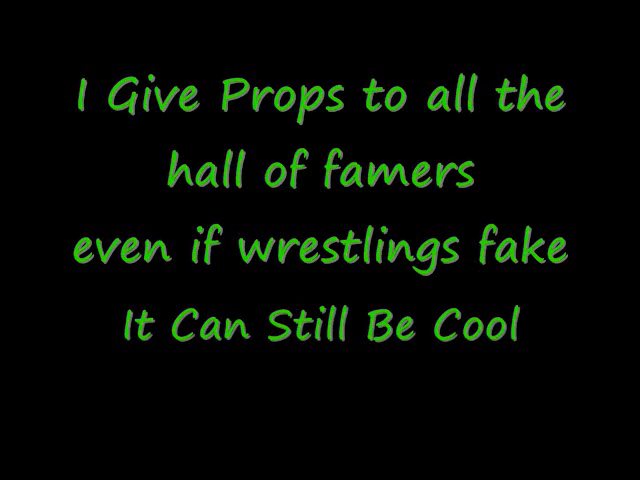 I Give Props to all the
hall of famers
even if wrestlings fake
It Can Still Be Cool